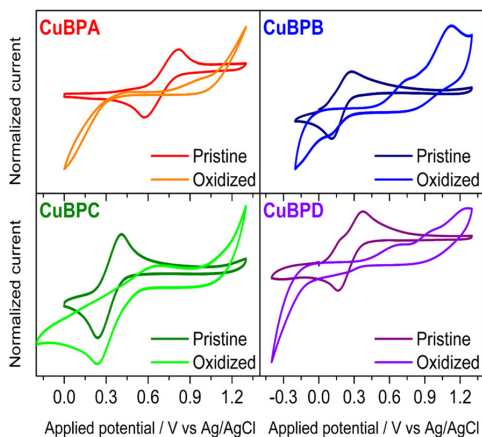 CuBPA
CuBPB
Normalized current
Pristine
Oxidized
Pristine
Oxidized
CuBPC
CuBPD
Normalized current
Pristine
Oxidized
Pristine
Oxidized
0.0 0.3 0.6 0.9 1.2
-0.3 0.0 0.3 0.6 0.9 1.2
Applied potential / V vs Ag/AgCl
Applied potential / V vs Ag/AgCl